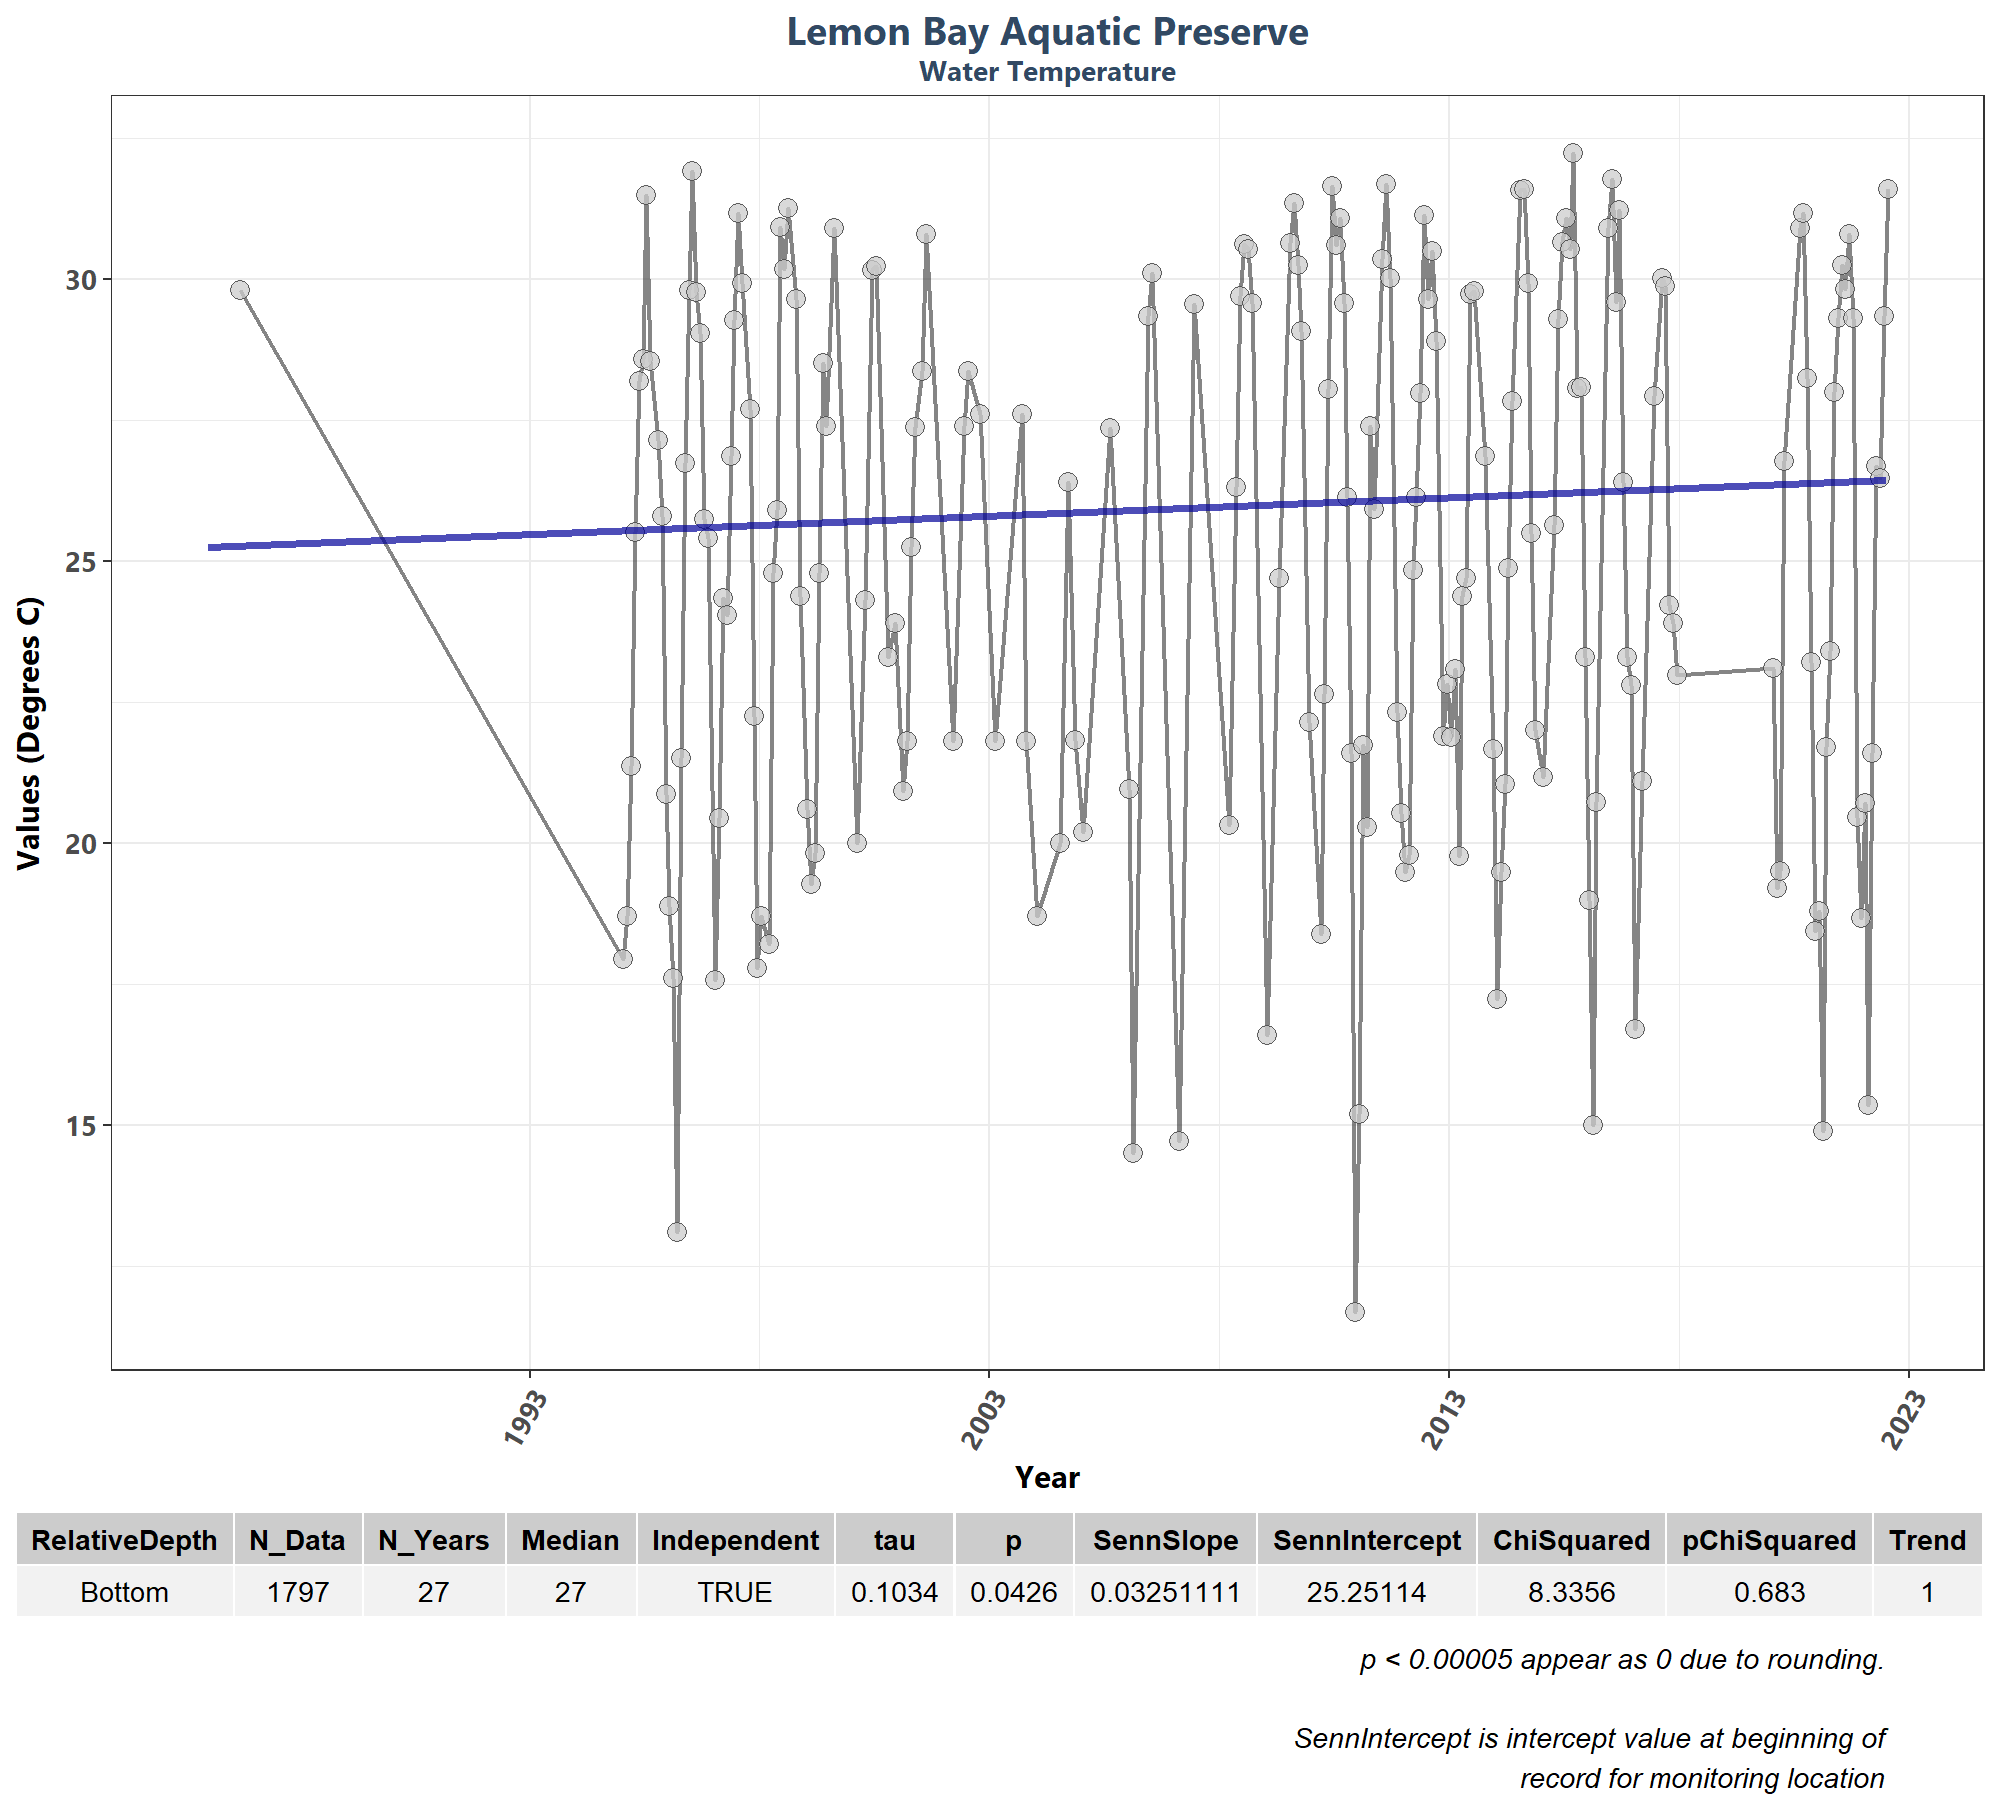 Lemon Bay Aquatic Preserve
Water Temperature
Values (Degrees C)
30
25
20
15
1993
2003
2013
2023
Year
RelativeDepth N_Data N_Years Median Independent tau p SennSlope SennIntercept ChiSquared pChiSquared Trend
Bottom 1797 27 27 TRUE 0.1034 0.0426 0.03251111 25.25114 8.3356 0.683 1
p < 0.00005 appear as 0 due to rounding.
SennIntercept is intercept value at beginning of
record for monitoring location